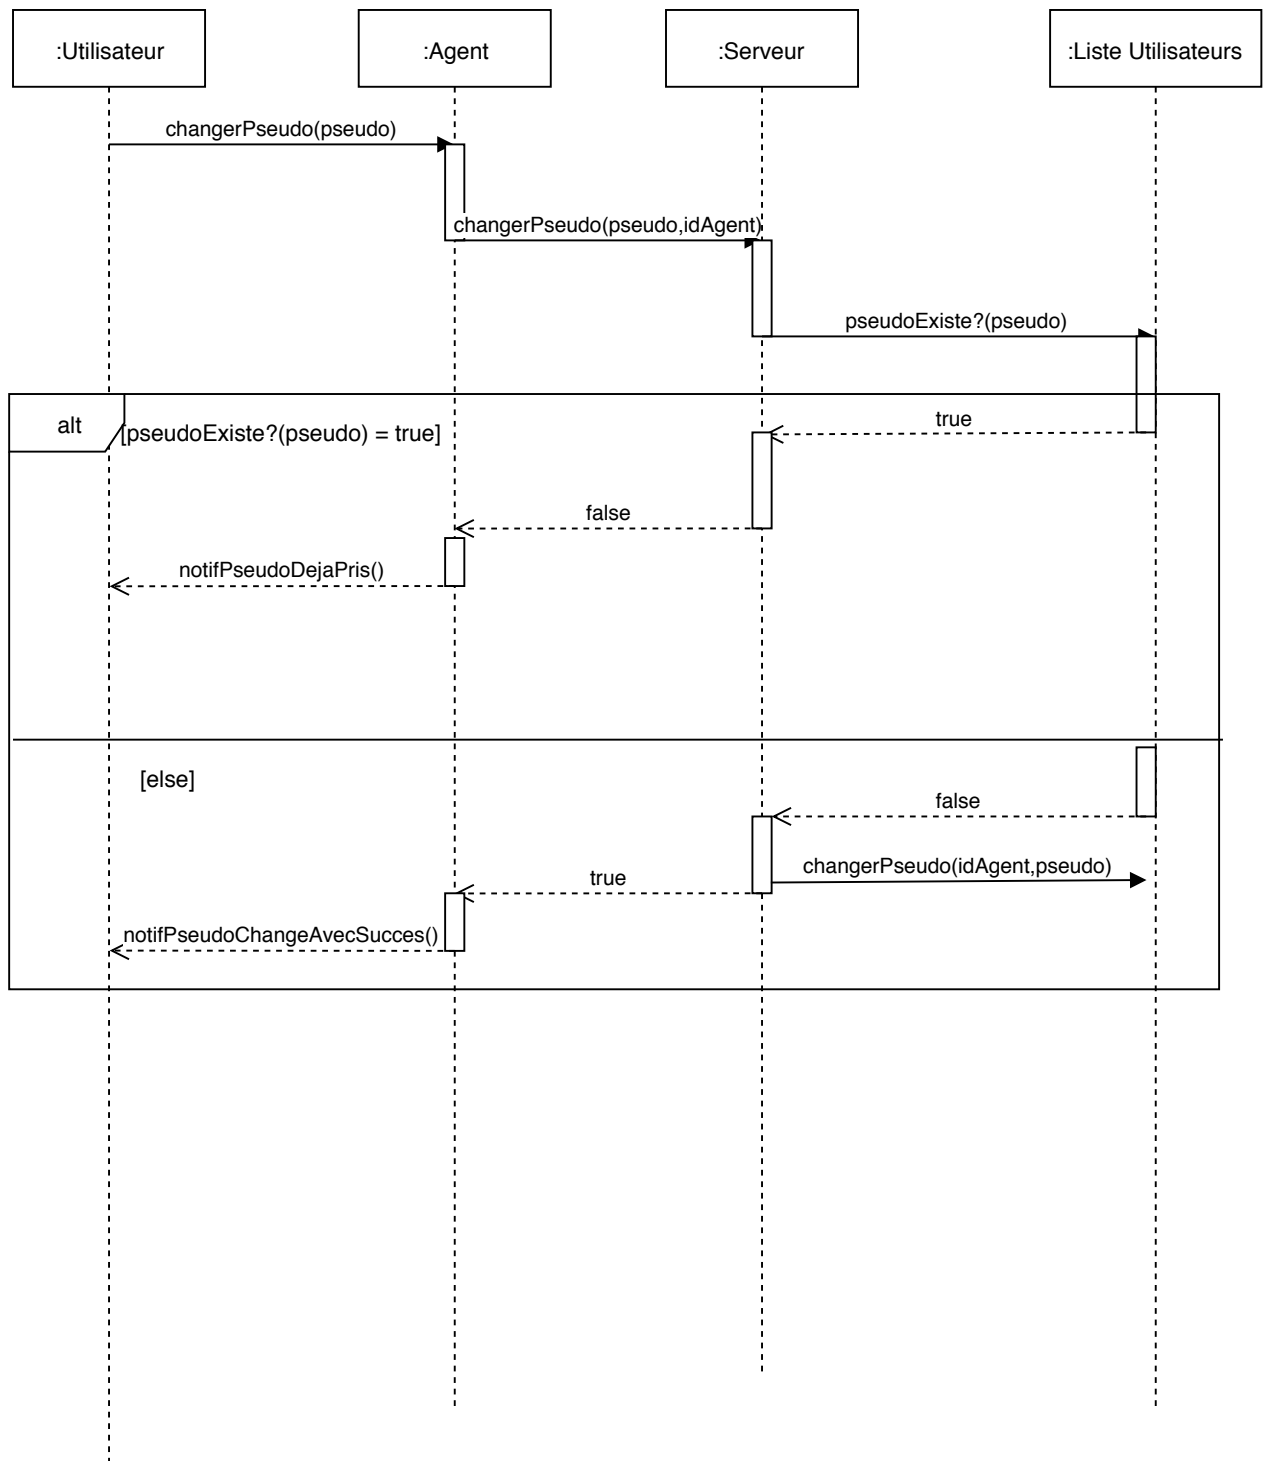 :Utilisateur
:Agent
:Serveur
:Liste Utilisateurs
changerPseudo(pseudo)
changerPseudo(pseudo,idAgent)
pseudoExiste?(pseudo)
alt
[pseudoExiste?(pseudo) = true]
true
false
notifPseudoDejaPris()
[else]
false
changerPseudo(idAgent,pseudo)
true
notifPseudoChangeAvecSucces()